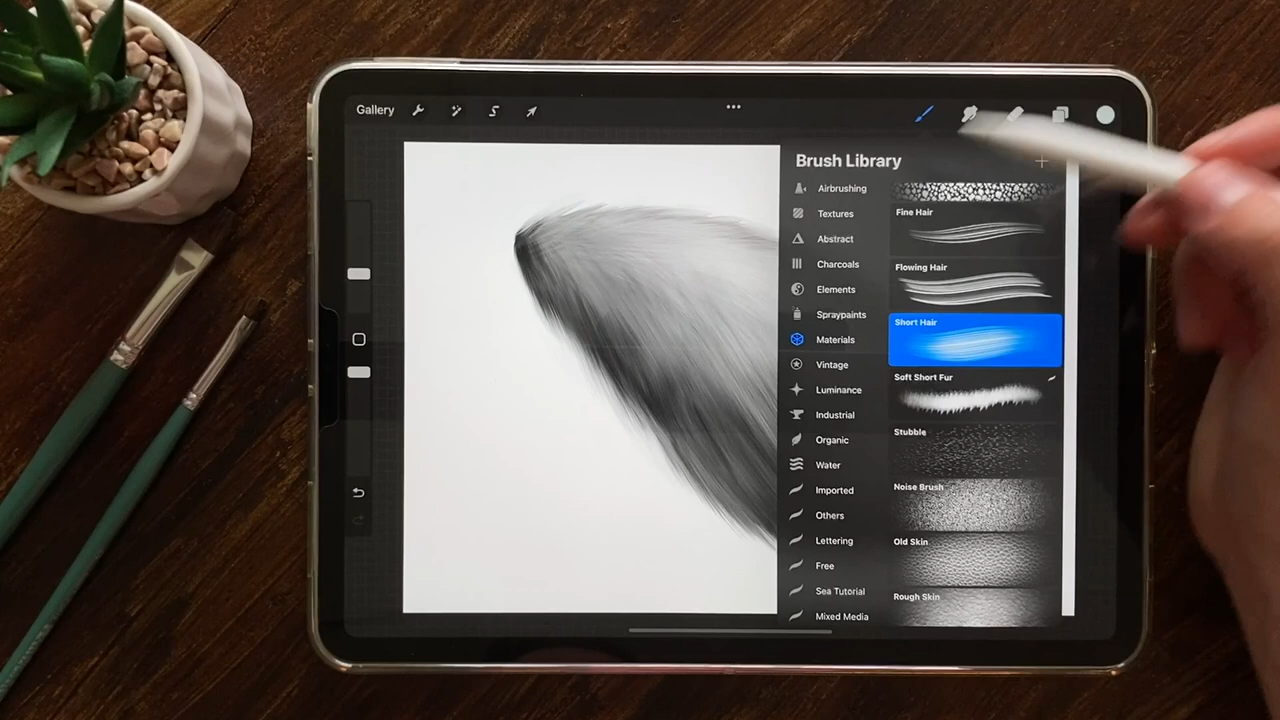 Gallery
Brush Library
Airbrushing
Textures
Abstract
Charcoals
Elements
Spraypaints
Materials
Vintage
Luminance
Industrial
Organic
Water
Imported
Others
Lettering
Free
Sea Tutorial
Mixed Media
Fine Hair
Flowing Hair
Short Hair
Soft Short Fur
Stubble
Noise Brush
Old Skin
Rough Skin